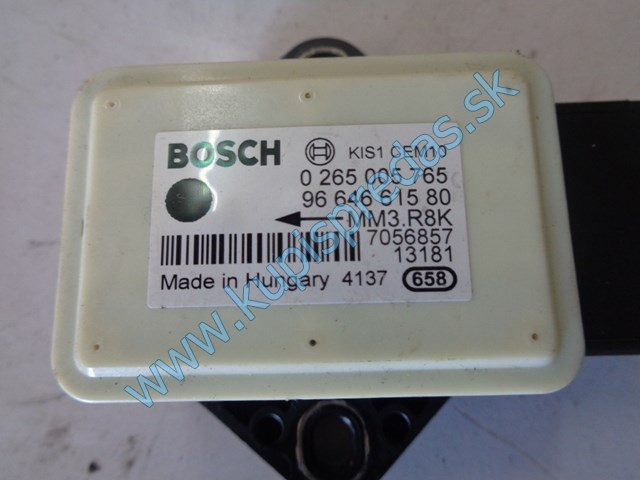 BOSCH KIS1 CEM10
0 265 005 765
96 646 615 80
MM3.R8K
7056857
13181
Made in Hungary 4137 658
www.kupispredas.sk